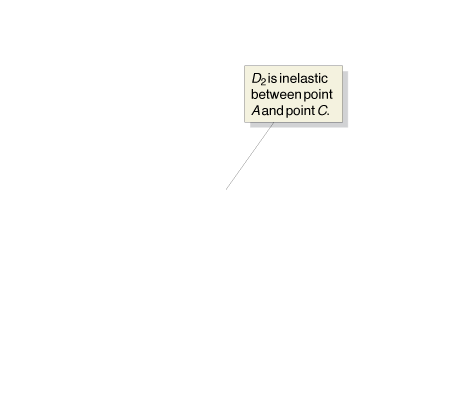 D₂ is inelastic
between point
A and point C.